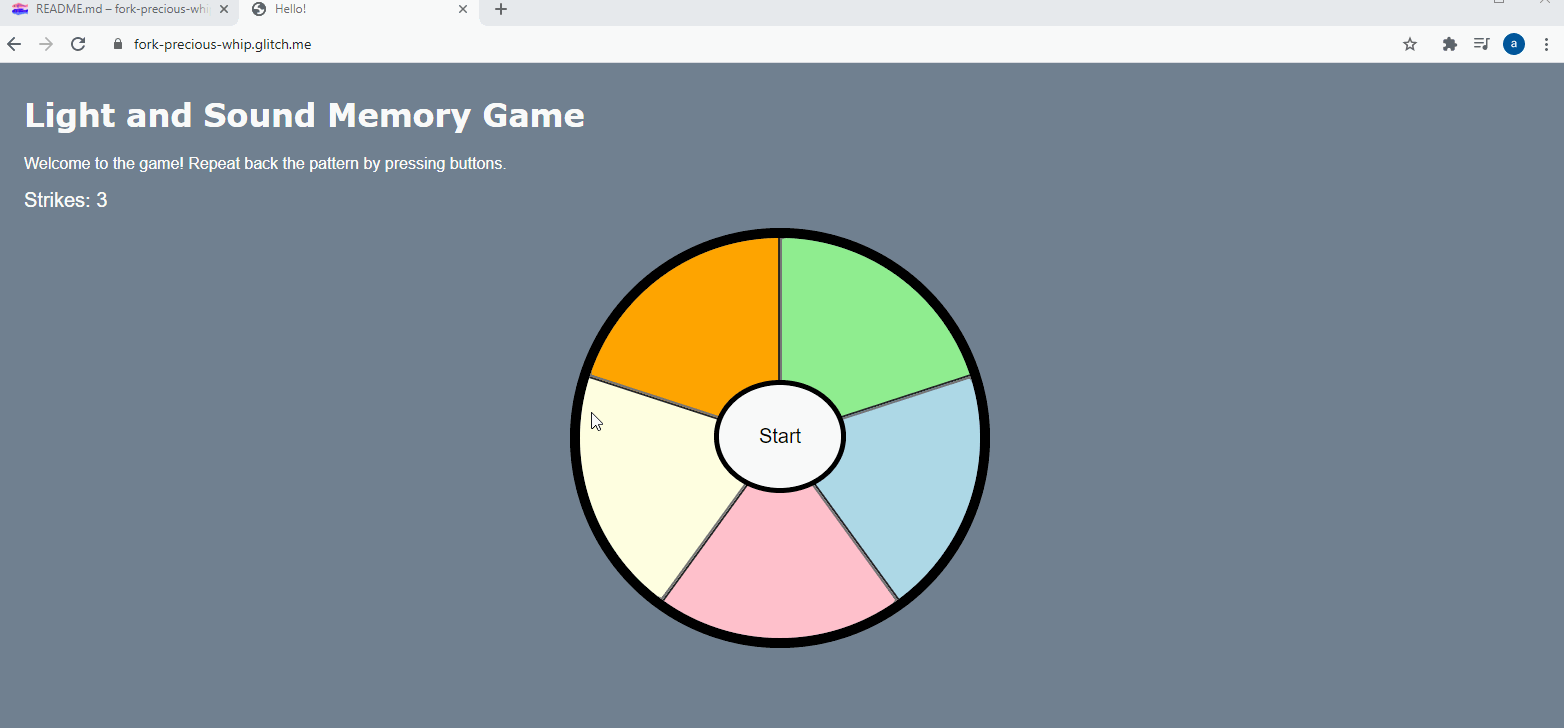 README.md – fork-precious-whi
Hello!
fork-precious-whip.glitch.me
a
Light and Sound Memory Game
Welcome to the game! Repeat back the pattern by pressing buttons.
Strikes: 3
Start